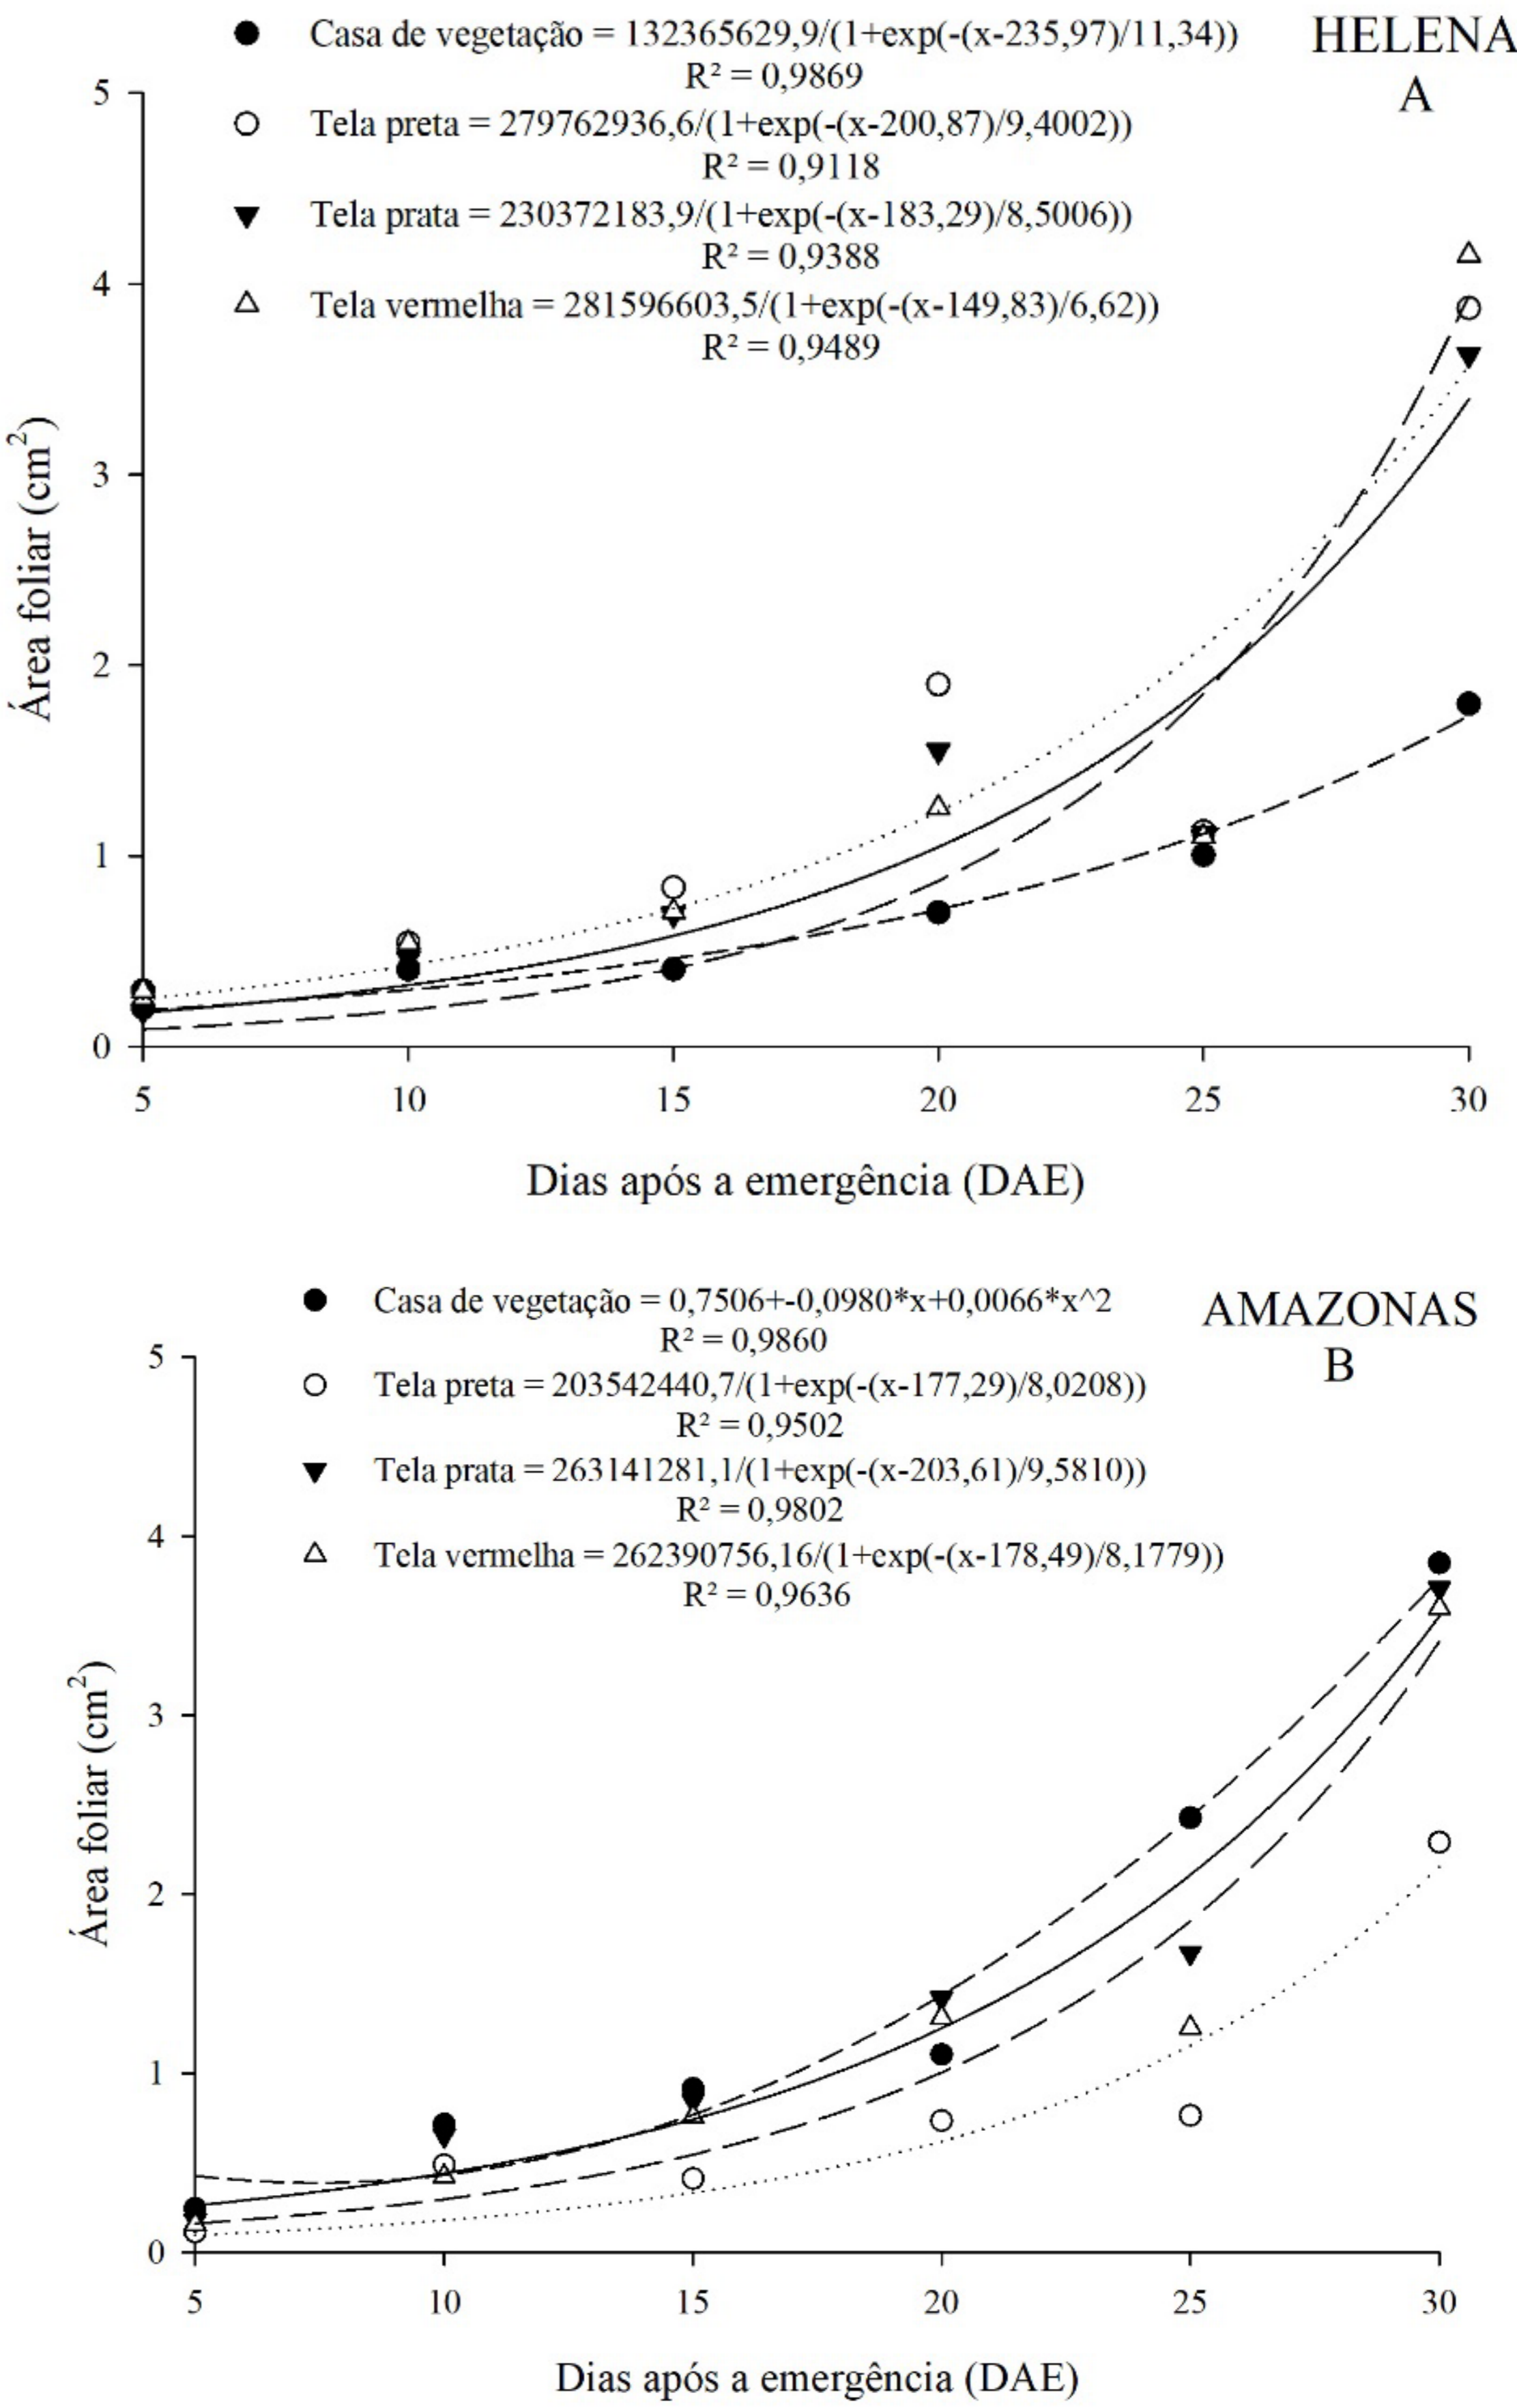 Casa de vegetação = 132365629,9/(1+exp(-(x-235,97)/11,34))
R² = 0,9869
HELENA
A
Tela preta = 279762936,6/(1+exp(-(x-200,87)/9,4002))
R² = 0,9118
Tela prata = 230372183,9/(1+exp(-(x-183,29)/8,5006))
R² = 0,9388
Tela vermelha = 281596603,5/(1+exp(-(x-149,83)/6,62))
R² = 0,9489
5
4
3
2
1
0
Área foliar (cm²)
5 10 15 20 25 30
Dias após a emergência (DAE)
Casa de vegetação = 0,7506+-0,0980*x+0,0066*x^2
R² = 0,9860
AMAZONAS
B
Tela preta = 203542440,7/(1+exp(-(x-177,29)/8,0208))
R² = 0,9502
Tela prata = 263141281,1/(1+exp(-(x-203,61)/9,5810))
R² = 0,9802
Tela vermelha = 262390756,16/(1+exp(-(x-178,49)/8,1779))
R² = 0,9636
5
4
3
2
1
0
Área foliar (cm²)
5 10 15 20 25 30
Dias após a emergência (DAE)